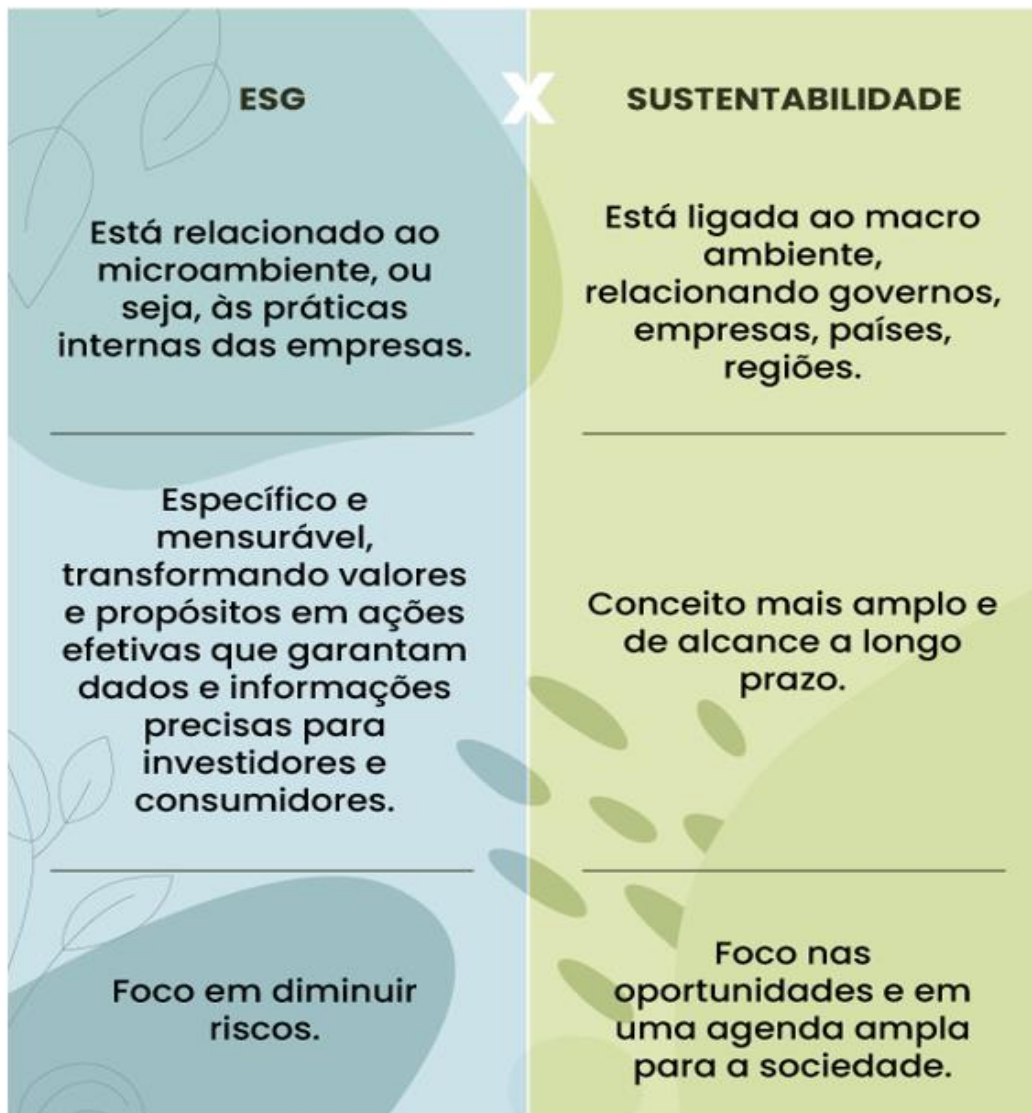 ESG
X
SUSTENTABILIDADE
Está relacionado ao
microambiente, ou
seja, às práticas
internas das empresas.
Está ligada ao macro
ambiente,
relacionando governos,
empresas, países,
regiões.
Específico e
mensurável,
transformando valores
e propósitos em ações
efetivas que garantam
dados e informações
precisas para
investidores e
consumidores.
Conceito mais amplo e
de alcance a longo
prazo.
Foco em diminuir
riscos.
Foco nas
oportunidades e em
uma agenda ampla
para a sociedade.